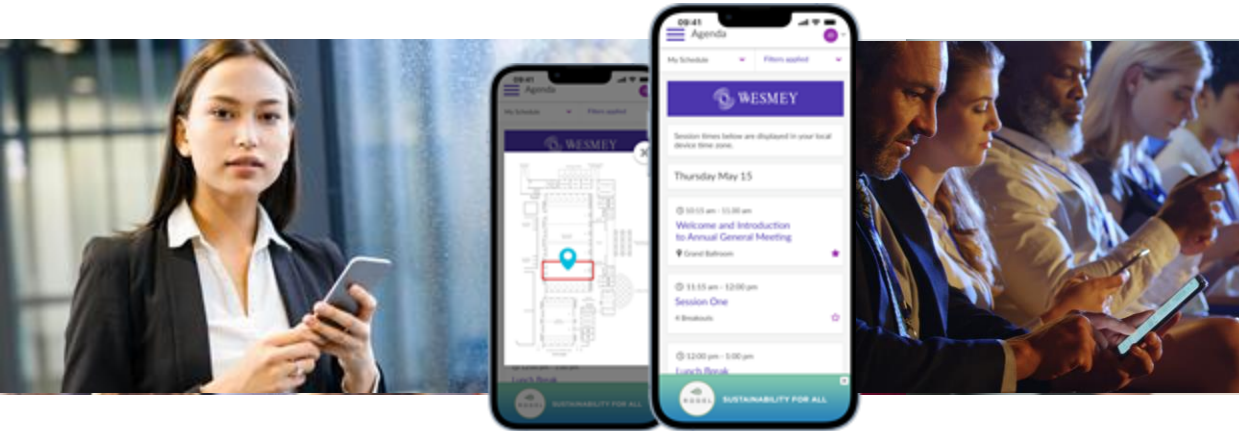 09:41
Agenda
My Schedule
Filters applied
WESMEY
Lunch Break
SUSTAINABILITY FOR ALL
09:41
Agenda
My Schedule
Filters applied
WESMEY
Session times below are displayed in your local
device time zone.
Thursday May 15
10:15 am - 11:00 am
Welcome and Introduction
to Annual General Meeting
Grand Ballroom
11:15 am - 12:00 pm
Session One
4 Breakouts
12:00 pm - 1:00 pm
Lunch Break
SUSTAINABILITY FOR ALL